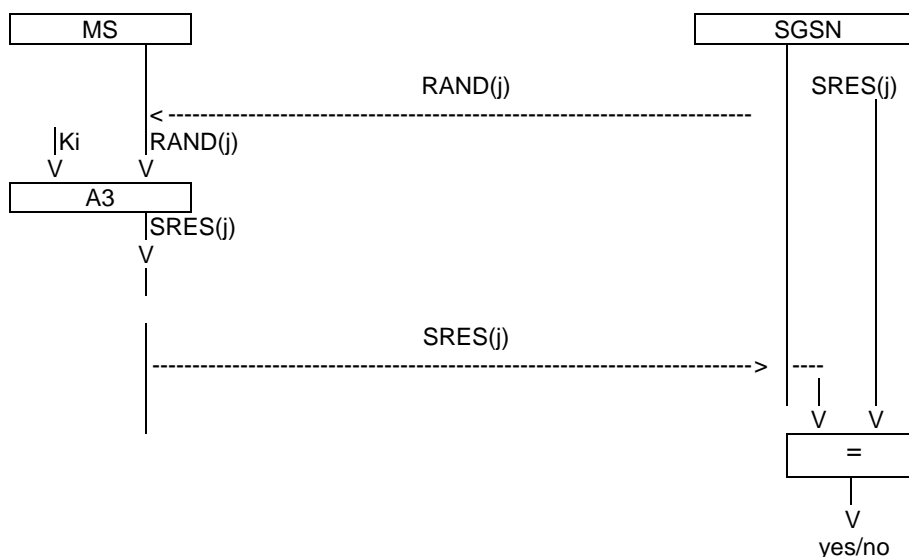 MS SGSN
RAND(j) SRES(j)
< -----------------------------------------------------------------
Ki RAND(j)
V V
A3
SRES(j)
V
SRES(j)
------------------------------------------------------------------- > ----
V V
=
V
yes/no